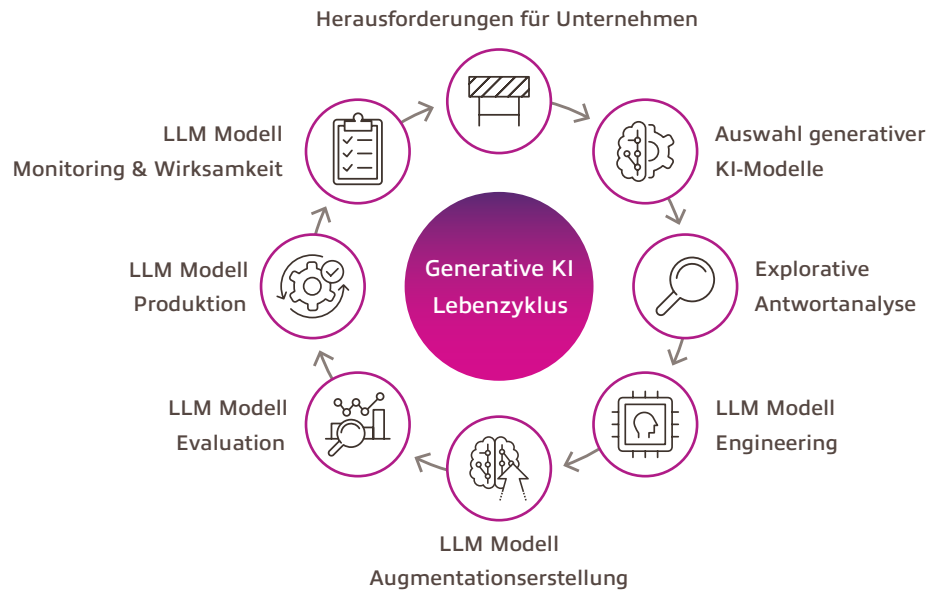 Herausforderungen für Unternehmen
Auswahl generativer
KI-Modelle
Explorative
Antwortanalyse
LLM Modell
Engineering
LLM Modell
Augmentationserstellung
LLM Modell
Evaluation
LLM Modell
Produktion
LLM Modell
Monitoring & Wirksamkeit
Generative KI
Lebenzyklus